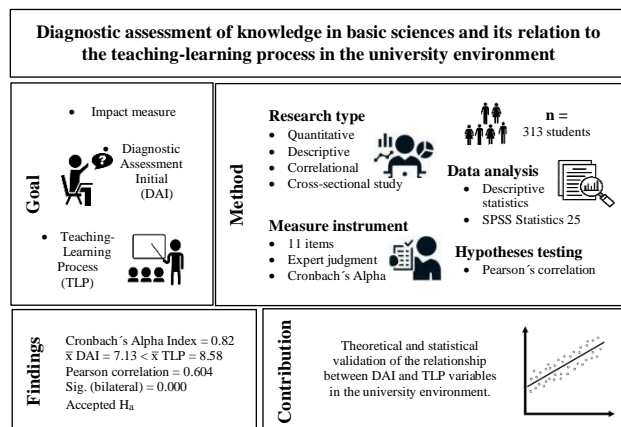 Diagnostic assessment of knowledge in basic sciences and its relation to
the teaching-learning process in the university environment
Goal
• Impact measure
Diagnostic
Assessment
Initial
(DAI)
• Teaching-
Learning
Process
(TLP)
Method
Research type
• Quantitative
• Descriptive
• Correlational
• Cross-sectional study
Measure instrument
• 11 items
• Expert judgment
• Cronbach´s Alpha
n =
313 students
Data analysis
• Descriptive
statistics
• SPSS Statistics 25
Hypotheses testing
• Pearson´s correlation
Findings
Cronbach´s Alpha Index = 0.82
x̅ DAI = 7.13 < x̅ TLP = 8.58
Pearson correlation = 0.604
Sig. (bilateral) = 0.000
Accepted Hₐ
Contribution
Theoretical and statistical
validation of the relationship
between DAI and TLP variables
in the university environment.